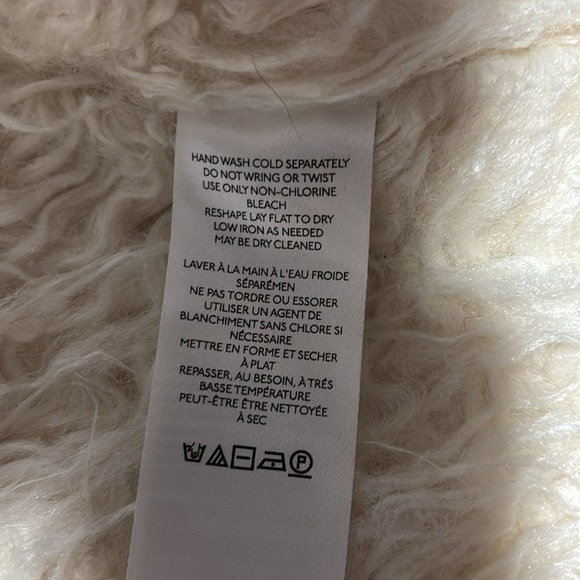 HAND WASH COLD SEPARATELY
DO NOT WRING OR TWIST
USE ONLY NON-CHLORINE
BLEACH
RESHAPE LAY FLAT TO DRY
LOW IRON AS NEEDED
MAY BE DRY CLEANED
LAVER À LA MAIN À L'EAU FROIDE
SÉPARÉMEN
NE PAS TORDRE OU ESSORER
UTILISER UN AGENT DE
BLANCHIMENT SANS CHLORE SI
NÉCESSAIRE
METTRE EN FORME ET SECHER
À PLAT
REPASSER, AU BESOIN, À TRÉS
BASSE TEMPÉRATURE
PEUT-ÊTRE ÊTRE NETTOYÉE
À SEC
P